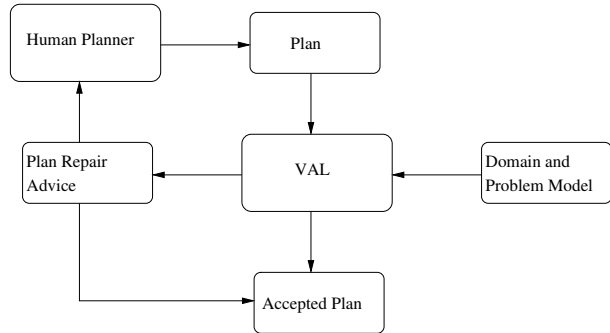 Human Planner
Plan
Plan Repair
Advice
VAL
Domain and
Problem Model
Accepted Plan